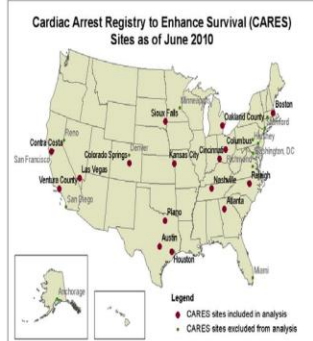 Cardiac Arrest Registry to Enhance Survival (CARES)
Sites as of June 2010
Minneapolis
Sioux Falls
Boston
Oakland County
Stamford
Contra Costa*
Reno
Columbus*
Hershey
San Francisco
Denver
Colorado Springs
Kansas City
Cincinnati
Washington, DC
Richmond
Las Vegas
Ventura County
Nashville
Raleigh
San Diego
Atlanta
Plano
Austin
Houston
Miami
Anchorage
Legend
CARES sites included in analysis
CARES sites excluded from analysis